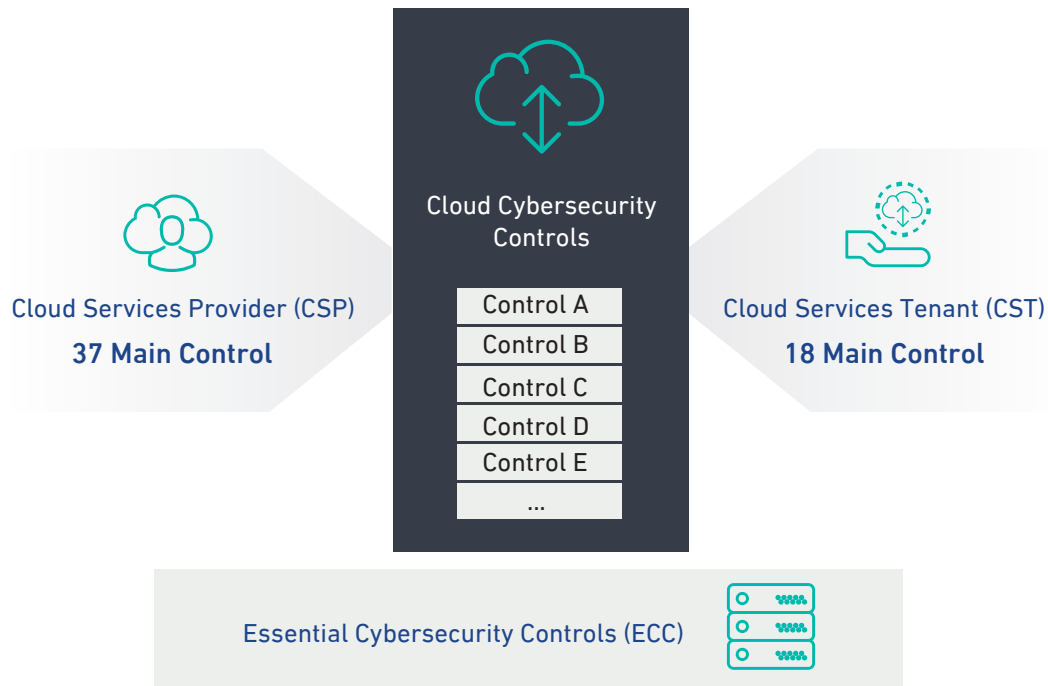 Cloud Cybersecurity
Controls
Control A
Control B
Control C
Control D
Control E
...
Cloud Services Provider (CSP)
37 Main Control
Cloud Services Tenant (CST)
18 Main Control
Essential Cybersecurity Controls (ECC)